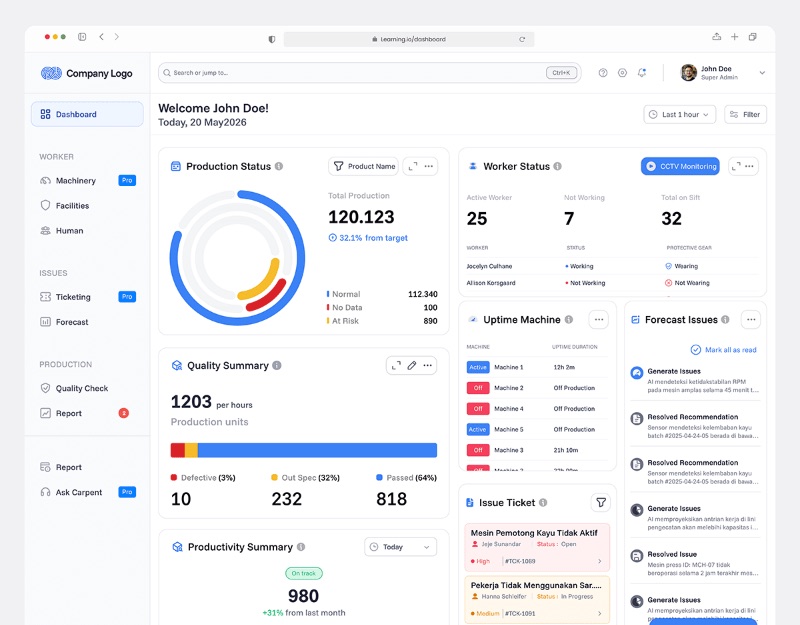 Learning.io/dashboard
Company Logo
Search or jump to...
Ctrl+K
John Doe
Super Admin
Dashboard
WORKER
Machinery
Pro
Facilities
Human
ISSUES
Ticketing
Pro
Forecast
PRODUCTION
Quality Check
Report
Report
Ask Carpent
Pro
Welcome John Doe!
Today, 20 May2026
Last 1 hour
Filter
Production Status
Product Name
Total Production
120.123
32.1% from target
Normal 112.340
No Data 100
At Risk 890
Worker Status
CCTV Monitoring
Active Worker Not Working Total on Sift
25 7 32
WORKER STATUS PROTECTIVE GEAR
Jocelyn Culhane Working Wearing
Alison Korsgaard Not Working Not Wearing
Quality Summary
1203 per hours
Production units
Defective (3%) Out Spec (32%) Passed (64%)
10 232 818
Productivity Summary
Today
On track
980
+31% from last month
Uptime Machine
MACHINE UPTIME DURATION
Active Machine 1 12h 2m
Off Machine 2 Off Production
Off Machine 4 Off Production
Active Machine 5 Off Production
Off Machine 3 21h 10m
Issue Ticket
Mesin Pemotong Kayu Tidak Aktif
Jeje Sunandar Status : Open
High #TCK-1089
Pekerja Tidak Menggunakan Sar.....
Hanna Schleifer Status : In Progress
Medium #TCK-1091
Forecast Issues
Mark all as read
Generate Issues
AI mendeteksi ketidakstabilan RPM
pada mesin amplas selama 45 menit t...
Resolved Recommendation
Sensor mendeteksi kelembaban kayu
batch #2025-04-24-05 berada di bawa...
Resolved Recommendation
Sensor mendeteksi kelembaban kayu
batch #2025-04-24-05 berada di bawa...
Generate Issues
AI memproyeksikan antrian kerja di lini
pengecatan akan melebihi kapasitas i...
Resolved Issue
Mesin press ID: MCH-07 tidak
beroperasi selama 2 jam terakhir mes...
Generate Issues
AI memproyeksikan antrian kerja di lini